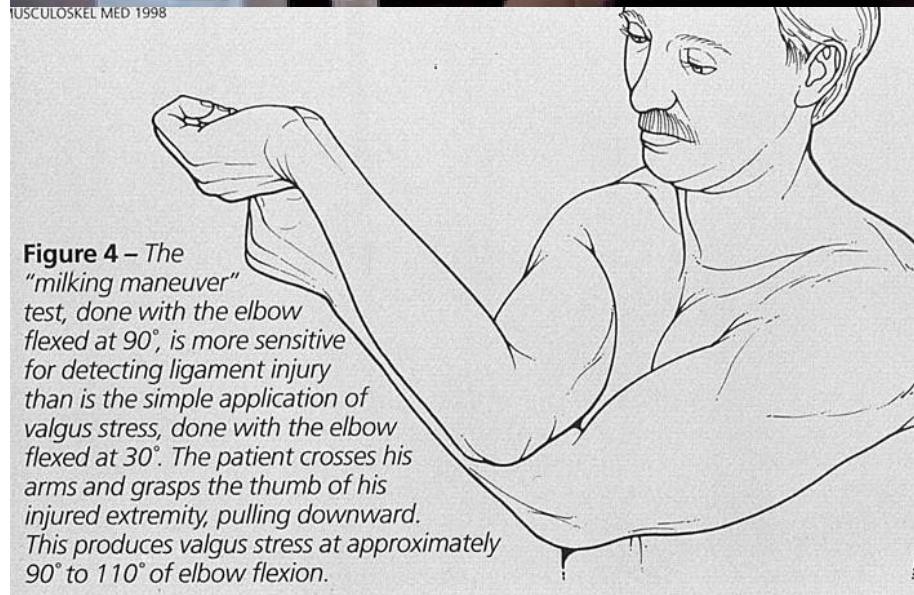 MUSCULOSKEL MED 1998
Figure 4 – The
"milking maneuver"
test, done with the elbow
flexed at 90˚, is more sensitive
for detecting ligament injury
than is the simple application of
valgus stress, done with the elbow
flexed at 30˚. The patient crosses his
arms and grasps the thumb of his
injured extremity, pulling downward.
This produces valgus stress at approximately
90˚ to 110˚ of elbow flexion.